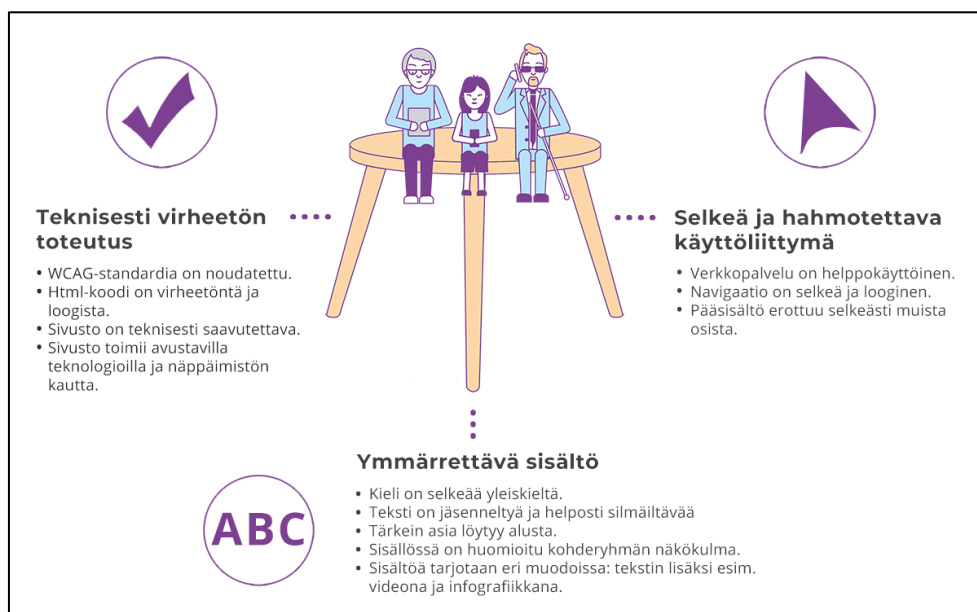 Teknisesti virheetön
toteutus
• WCAG-standardia on noudatettu.
• Html-koodi on virheetöntä ja
loogista.
• Sivusto on teknisesti saavutettava.
• Sivusto toimii avustavilla
teknologioilla ja näppäimistön
kautta.
Selkeä ja hahmotettava
käyttöliittymä
• Verkkopalvelu on helppokäyttöinen.
• Navigaatio on selkeä ja looginen.
• Pääsisältö erottuu selkeästi muista
osista.
ABC
Ymmärrettävä sisältö
• Kieli on selkeää yleiskieltä.
• Teksti on jäsenneltyä ja helposti silmäiltävää
• Tärkein asia löytyy alusta.
• Sisällössä on huomioitu kohderyhmän näkökulma.
• Sisältöä tarjotaan eri muodoissa: tekstin lisäksi esim.
videona ja infografiikkana.